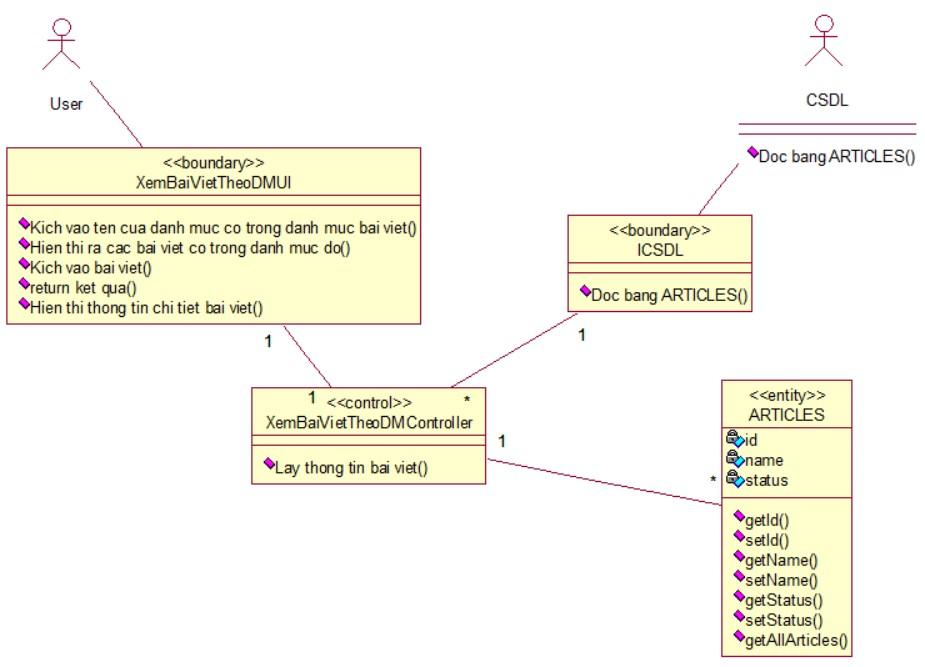 User
CSDL
Doc bang ARTICLES()
<<boundary>>
XemBaiVietTheoDMUI
Kich vao ten cua danh muc co trong danh muc bai viet()
Hien thi ra cac bai viet co trong danh muc do()
Kich vao bai viet()
return ket qua()
Hien thi thong tin chi tiet bai viet()
<<boundary>>
ICSDL
Doc bang ARTICLES()
1
1
1
*
<<control>>
XemBaiVietTheoDMController
Lay thong tin bai viet()
1
*
<<entity>>
ARTICLES
id
name
status
getId()
setId()
getName()
setName()
getStatus()
setStatus()
getAllArticles()